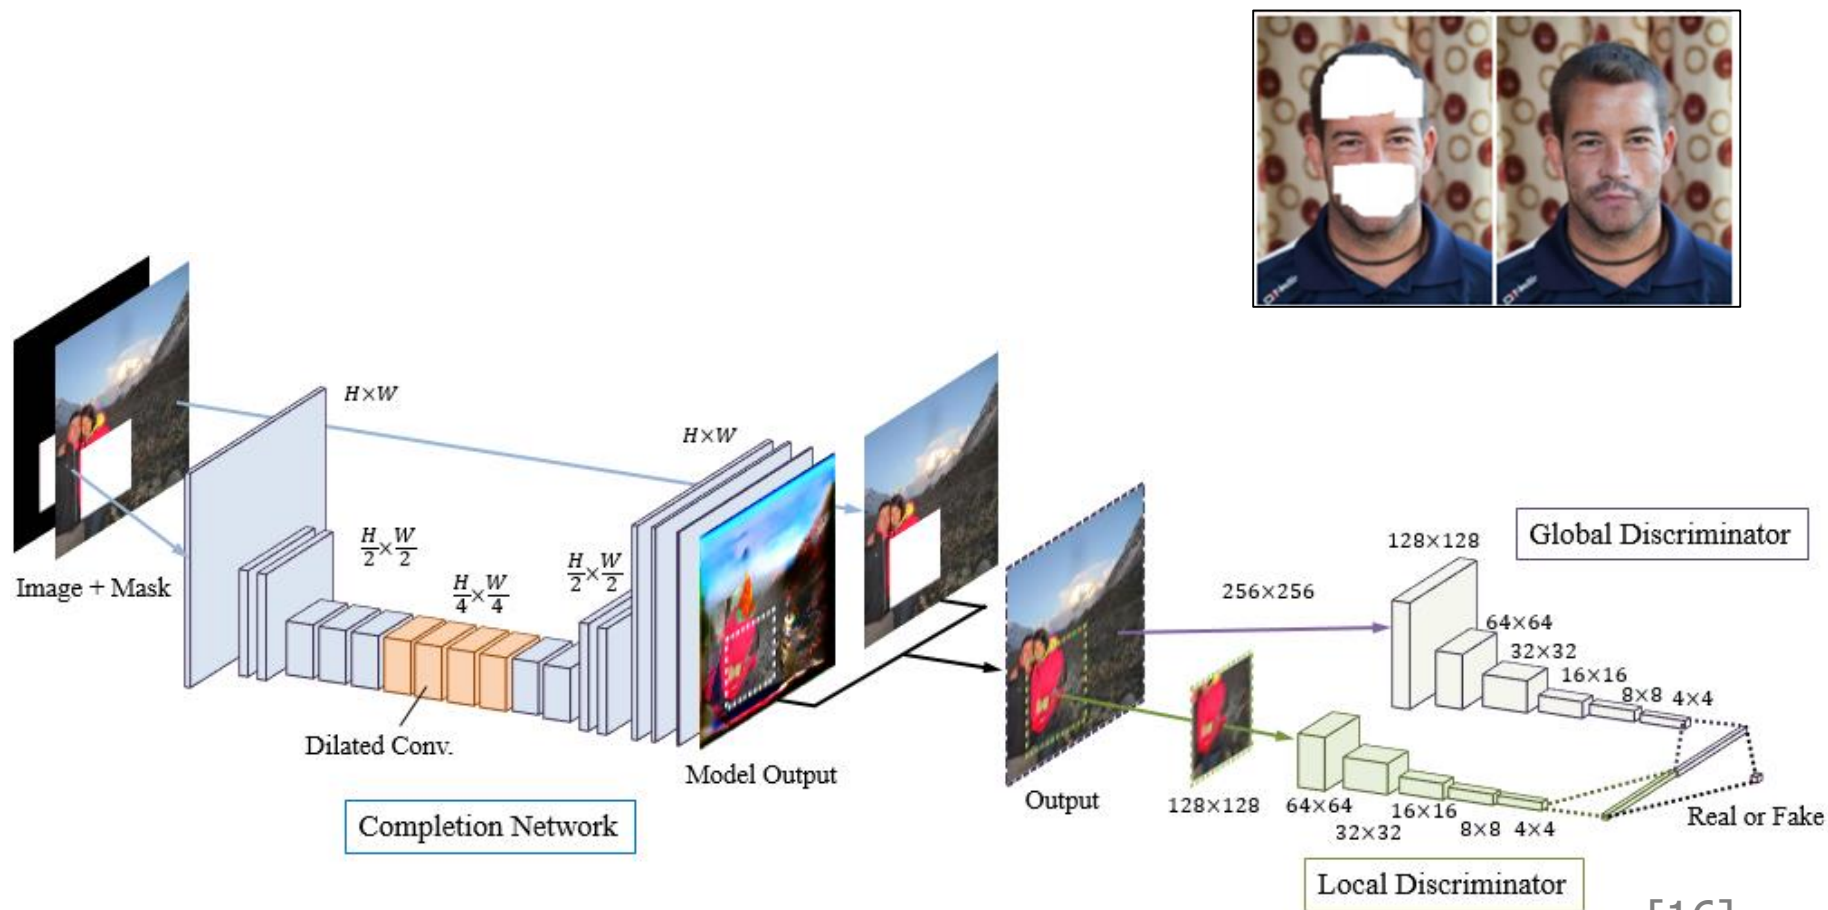 H×W
H×W
H/2×W/2
H/4×W/4
H/2×W/2
Image + Mask
Dilated Conv.
Model Output
Completion Network
Output
256×256
128×128
64×64
32×32
16×16
8×8
4×4
Global Discriminator
128×128
64×64
32×32
16×16
8×8
4×4
Real or Fake
Local Discriminator
[16]